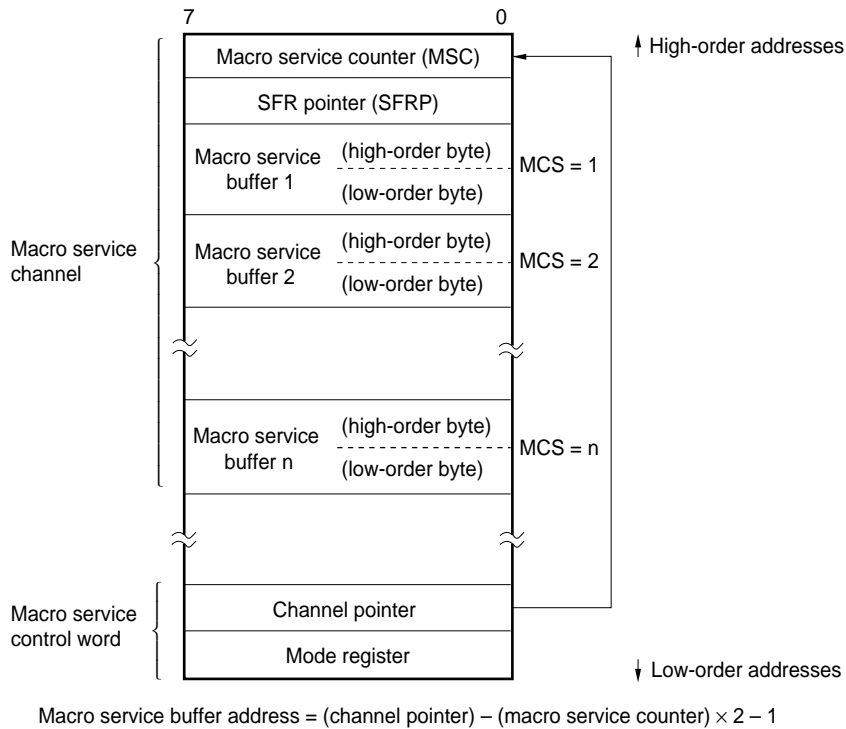 7 0
Macro service counter (MSC)
High-order addresses
SFR pointer (SFRP)
Macro service
buffer 1
(high-order byte)
(low-order byte)
MCS = 1
Macro service
channel
Macro service
buffer 2
(high-order byte)
(low-order byte)
MCS = 2
Macro service
buffer n
(high-order byte)
(low-order byte)
MCS = n
Macro service
control word
Channel pointer
Mode register
Low-order addresses
Macro service buffer address = (channel pointer) – (macro service counter) × 2 – 1